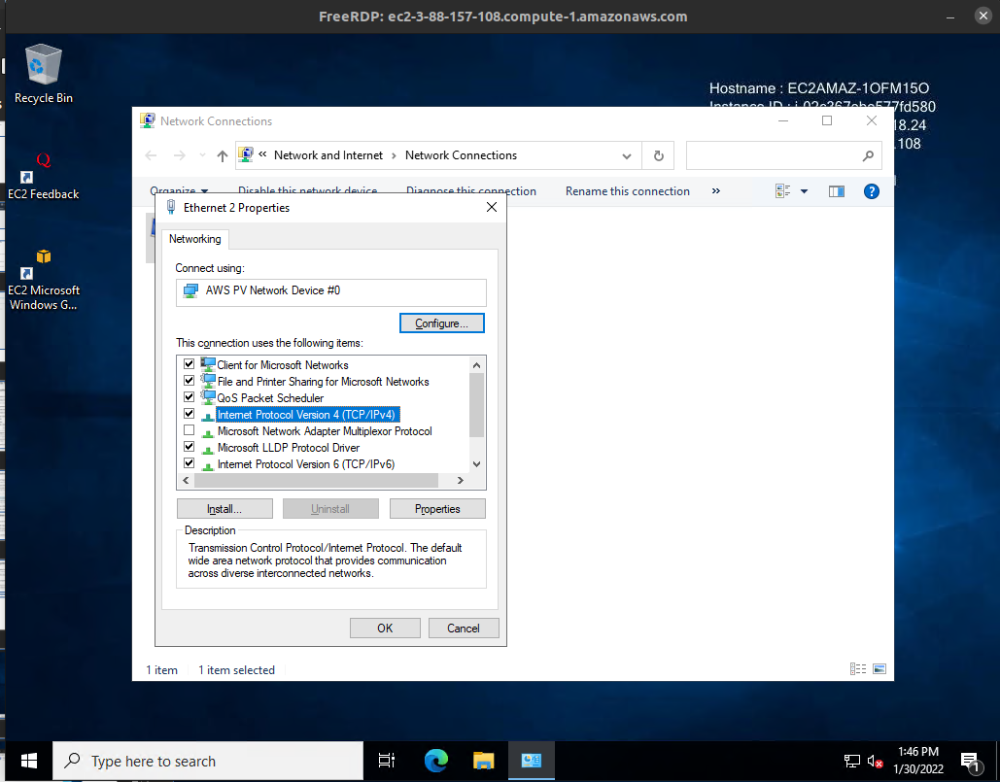 FreeRDP: ec2-3-88-157-108.compute-1.amazonaws.com
Recycle Bin
EC2 Feedback
EC2 Microsoft
Windows G...
Hostname : EC2AMAZ-1OFM15O
Instance ID : i-02c267ebe577fd580
18.24
.108
Network Connections
« Network and Internet › Network Connections
Organize Disable this network device Diagnose this connection Rename this connection »
Ethernet 2 Properties
Networking
Connect using:
AWS PV Network Device #0
Configure...
This connection uses the following items:
Client for Microsoft Networks
File and Printer Sharing for Microsoft Networks
QoS Packet Scheduler
Internet Protocol Version 4 (TCP/IPv4)
Microsoft Network Adapter Multiplexor Protocol
Microsoft LLDP Protocol Driver
Internet Protocol Version 6 (TCP/IPv6)
Install... Uninstall Properties
Description
Transmission Control Protocol/Internet Protocol. The default
wide area network protocol that provides communication
across diverse interconnected networks.
OK Cancel
1 item 1 item selected
Type here to search
1:46 PM
1/30/2022
1